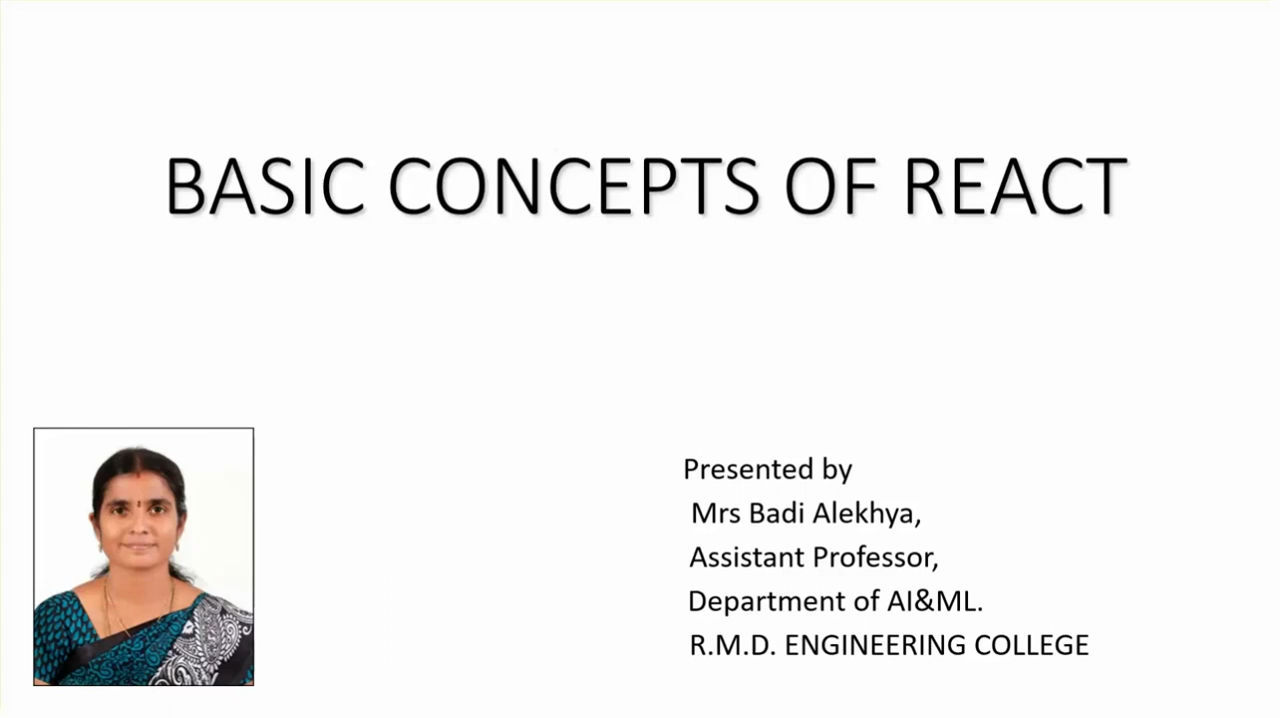 BASIC CONCEPTS OF REACT
Presented by
Mrs Badi Alekhya,
Assistant Professor,
Department of AI&ML.
R.M.D. ENGINEERING COLLEGE